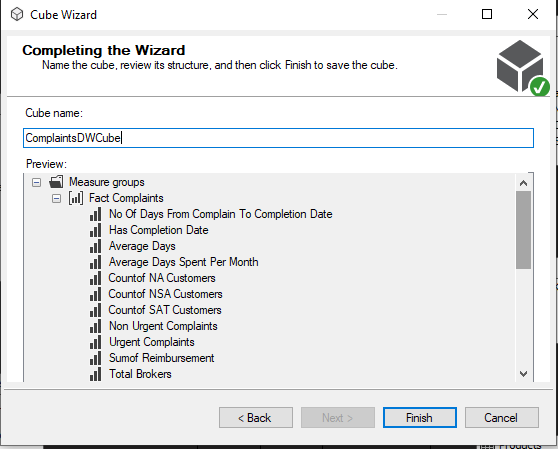 Cube Wizard
Completing the Wizard
Name the cube, review its structure, and then click Finish to save the cube.
Cube name:
ComplaintsDWCube
Preview:
Measure groups
Fact Complaints
No Of Days From Complain To Completion Date
Has Completion Date
Average Days
Average Days Spent Per Month
Countof NA Customers
Countof NSA Customers
Countof SAT Customers
Non Urgent Complaints
Urgent Complaints
Sumof Reimbursement
Total Brokers
< Back
Next >
Finish
Cancel